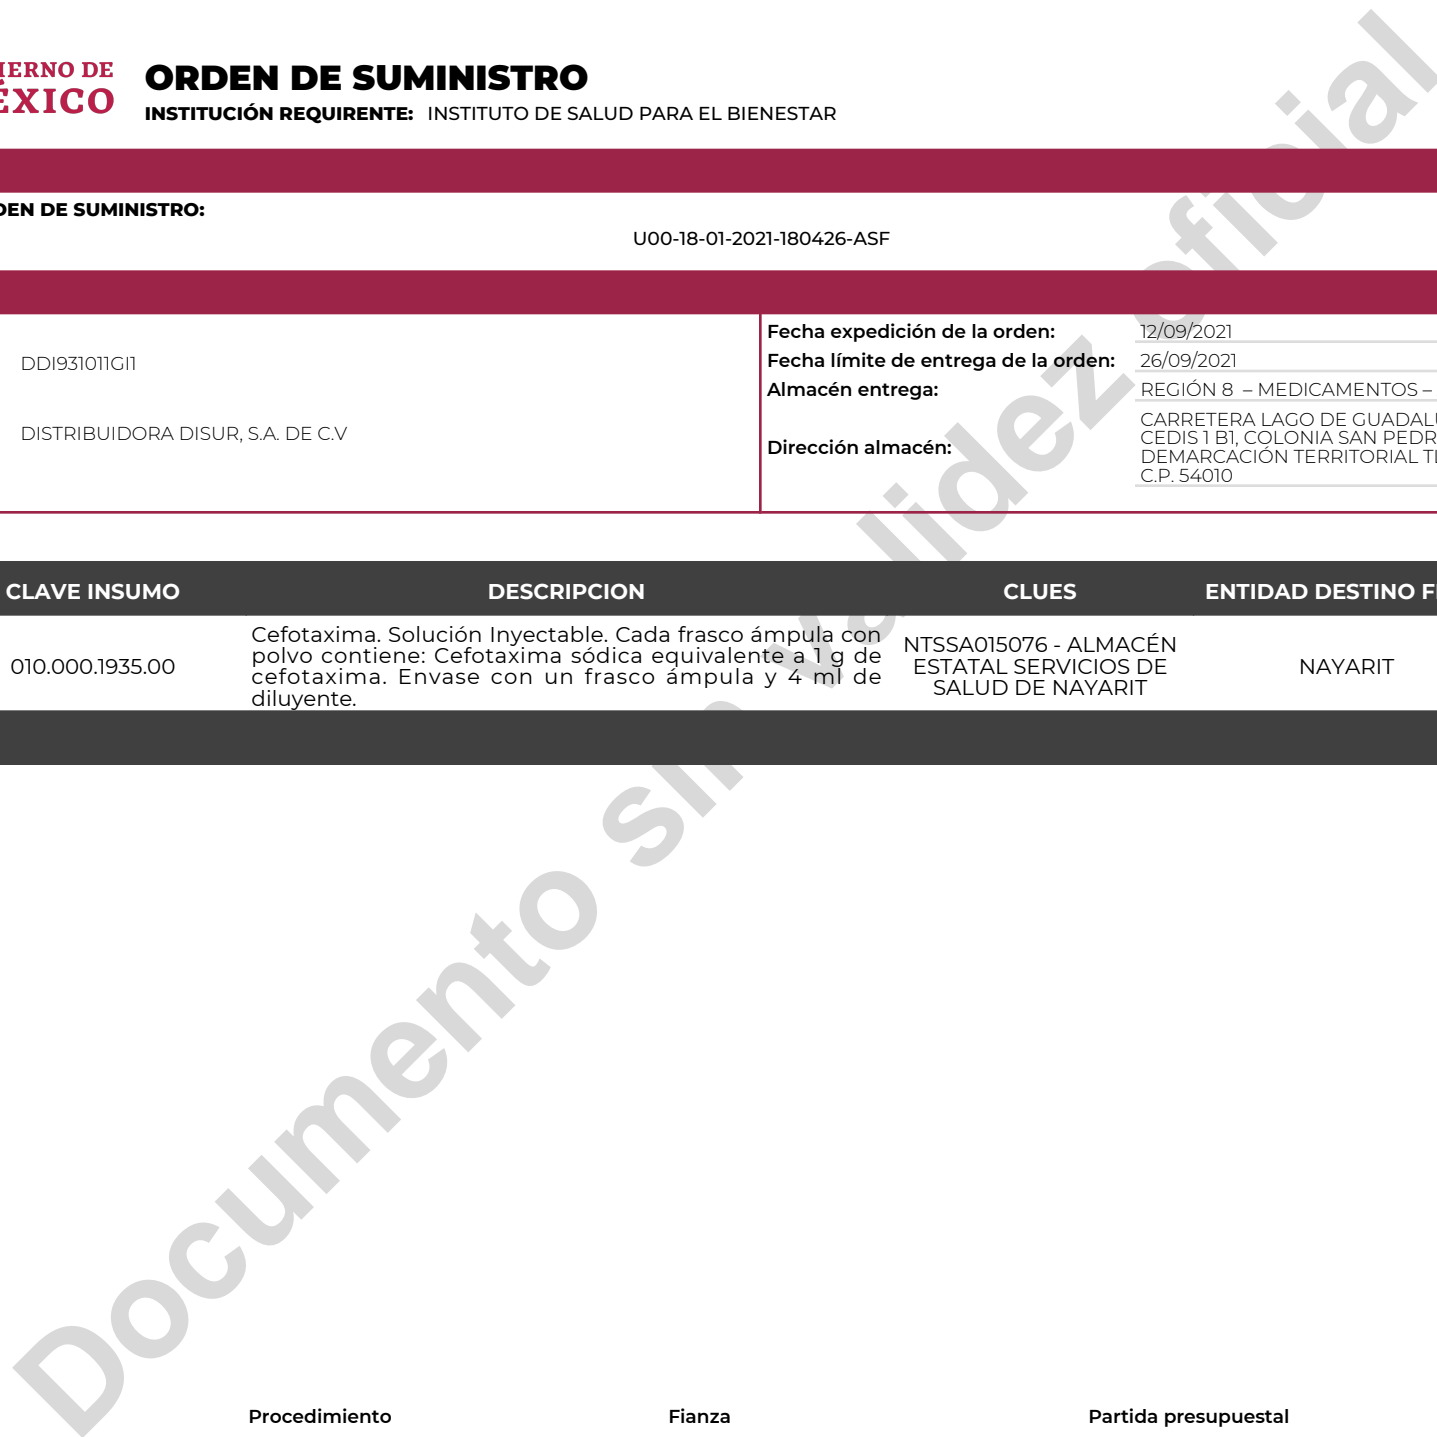 IERNO DE
ÉXICO
ORDEN DE SUMINISTRO
INSTITUCIÓN REQUIRENTE: INSTITUTO DE SALUD PARA EL BIENESTAR
DEN DE SUMINISTRO:
U00-18-01-2021-180426-ASF
DDI931011GI1
DISTRIBUIDORA DISUR, S.A. DE C.V
Fecha expedición de la orden: 12/09/2021
Fecha límite de entrega de la orden: 26/09/2021
Almacén entrega: REGIÓN 8 – MEDICAMENTOS –
Dirección almacén:
CARRETERA LAGO DE GUADALU
CEDIS 1 B1, COLONIA SAN PEDR
DEMARCACIÓN TERRITORIAL TL
C.P. 54010
CLAVE INSUMO DESCRIPCION CLUES ENTIDAD DESTINO FI
010.000.1935.00
Cefotaxima. Solución Inyectable. Cada frasco ámpula con
polvo contiene: Cefotaxima sódica equivalente a 1 g de
cefotaxima. Envase con un frasco ámpula y 4 ml de
diluyente.
NTSSA015076 - ALMACÉN
ESTATAL SERVICIOS DE
SALUD DE NAYARIT
NAYARIT
Documento sin validez oficial
Procedimiento Fianza Partida presupuestal